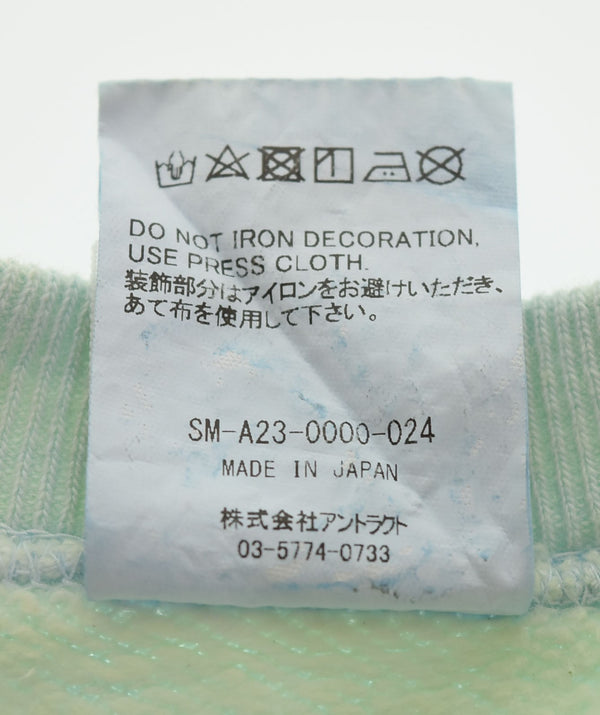 DO NOT IRON DECORATION,
USE PRESS CLOTH.
装飾部分はアイロンをお避けいただき、
あて布を使用して下さい。
SM-A23-0000-024
MADE IN JAPAN
株式会社アントラクト
03-5774-0733